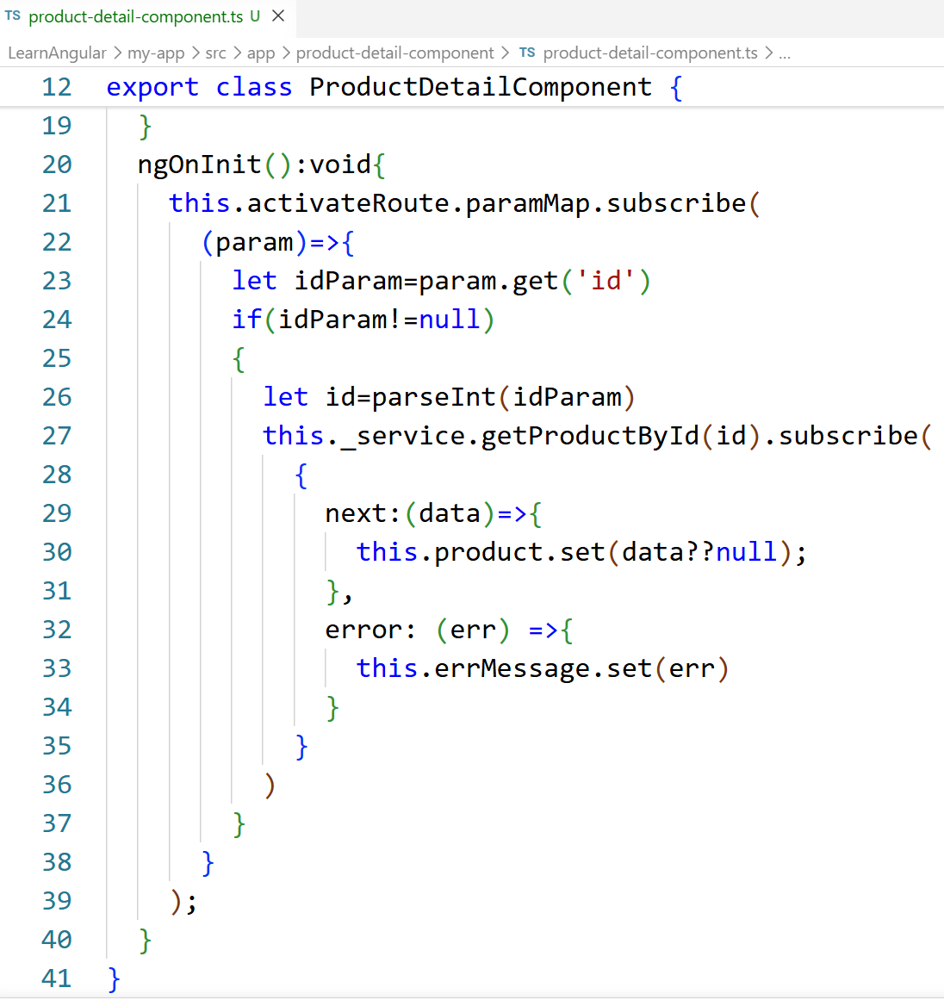 TS product-detail-component.ts U ×
LearnAngular > my-app > src > app > product-detail-component > TS product-detail-component.ts > ...
12 export class ProductDetailComponent {
19 }
20 ngOnInit():void{
21 this.activateRoute.paramMap.subscribe(
22 (param)=>{
23 let idParam=param.get('id')
24 if(idParam!=null)
25 {
26 let id=parseInt(idParam)
27 this._service.getProductById(id).subscribe(
28 {
29 next:(data)=>{
30 this.product.set(data??null);
31 },
32 error: (err) =>{
33 this.errMessage.set(err)
34 }
35 }
36 )
37 }
38 }
39 );
40 }
41 }